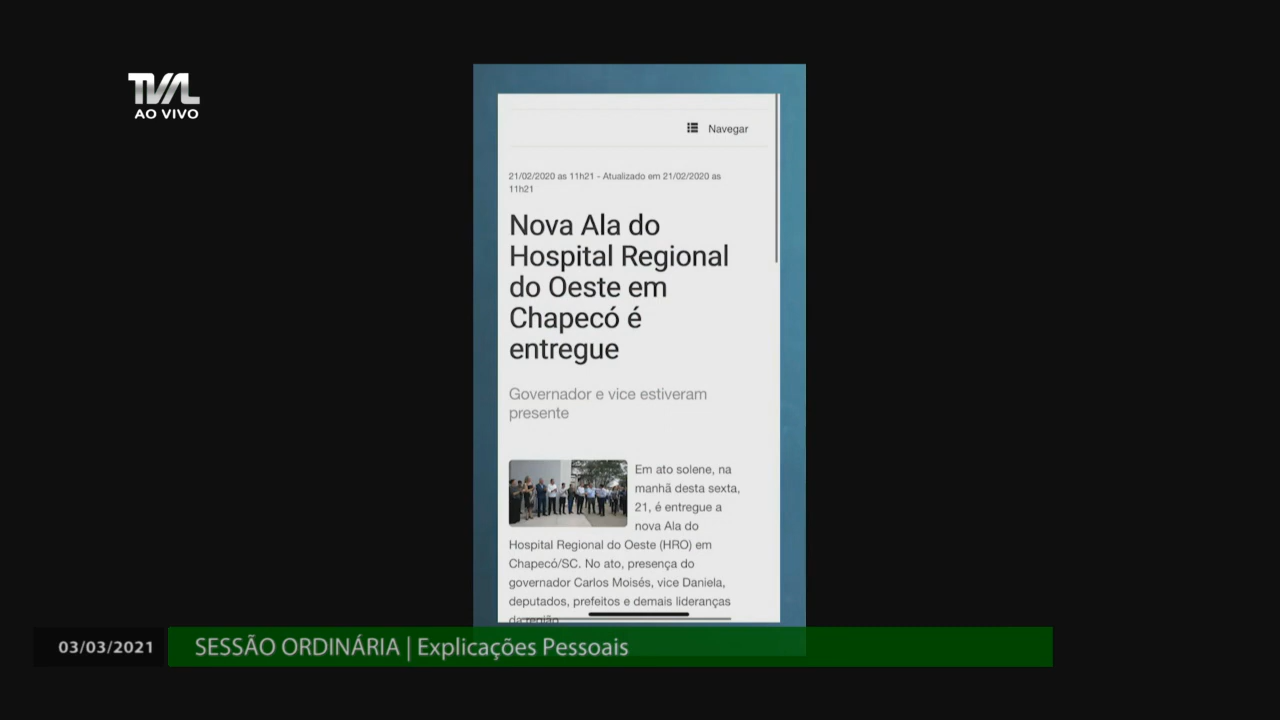 TVAL
AO VIVO
Navegar
21/02/2020 as 11h21 - Atualizado em 21/02/2020 as
11h21
Nova Ala do
Hospital Regional
do Oeste em
Chapecó é
entregue
Governador e vice estiveram
presente
Em ato solene, na
manhã desta sexta,
21, é entregue a
nova Ala do
Hospital Regional do Oeste (HRO) em
Chapecó/SC. No ato, presença do
governador Carlos Moisés, vice Daniela,
deputados, prefeitos e demais lideranças
da região
03/03/2021
SESSÃO ORDINÁRIA | Explicações Pessoais